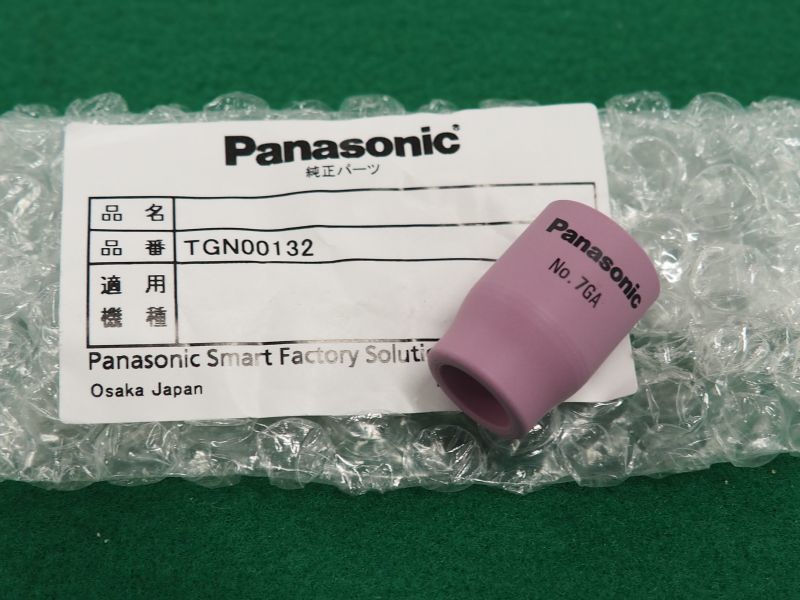 Panasonic®
純正パーツ
品名
品番 TGN00132
適用
機種
Panasonic Smart Factory
Osaka Japan
Panasonic
No. 7GA